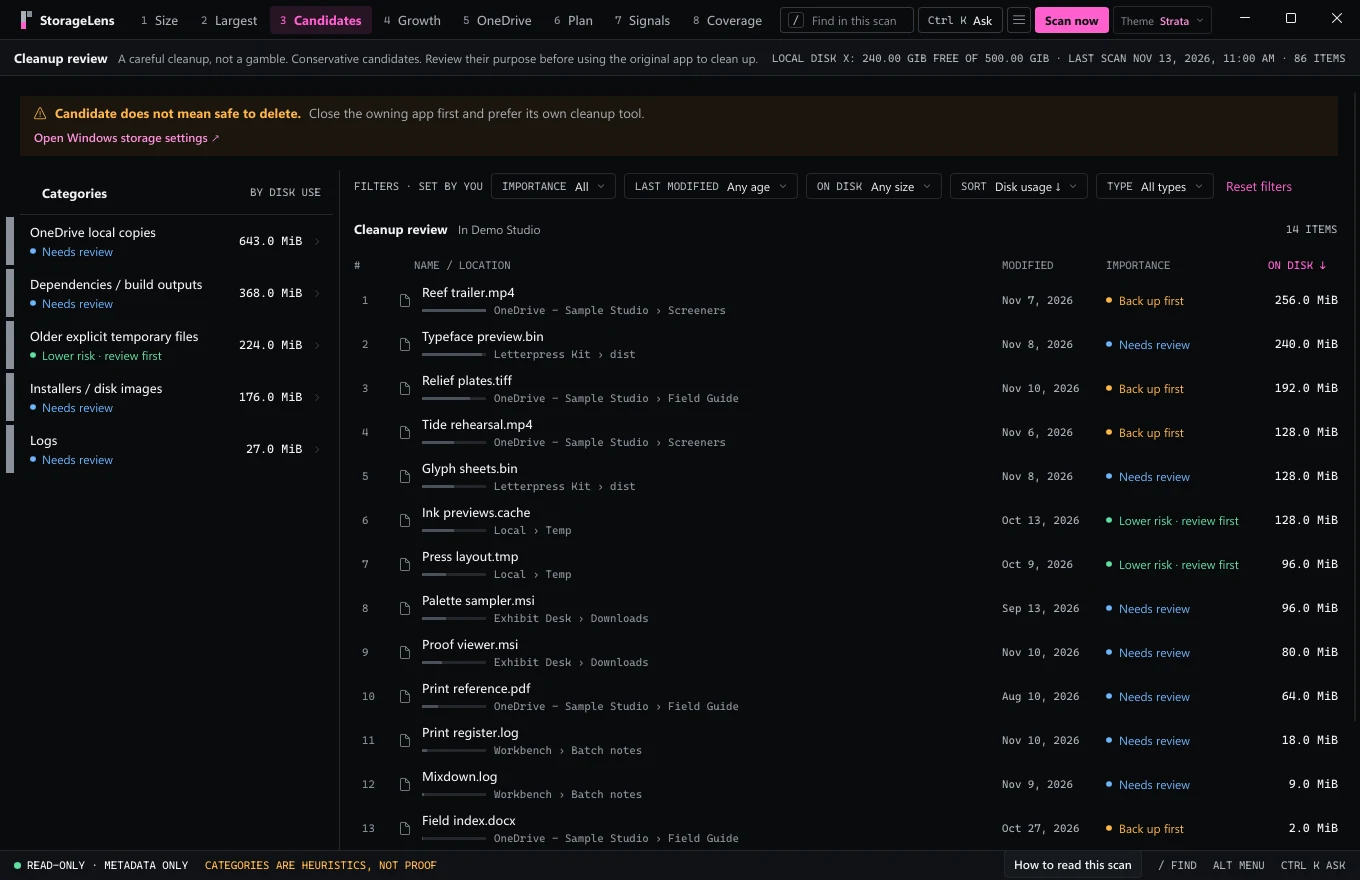 StorageLens 1 Size 2 Largest 3 Candidates 4 Growth 5 OneDrive 6 Plan 7 Signals 8 Coverage / Find in this scan Ctrl K Ask Scan now Theme Strata
Cleanup review A careful cleanup, not a gamble. Conservative candidates. Review their purpose before using the original app to clean up. LOCAL DISK X: 240.00 GIB FREE OF 500.00 GIB · LAST SCAN NOV 13, 2026, 11:00 AM · 86 ITEMS
Candidate does not mean safe to delete. Close the owning app first and prefer its own cleanup tool.
Open Windows storage settings ↗
Categories BY DISK USE
OneDrive local copies
Needs review
643.0 MiB
Dependencies / build outputs
Needs review
368.0 MiB
Older explicit temporary files
Lower risk · review first
224.0 MiB
Installers / disk images
Needs review
176.0 MiB
Logs
Needs review
27.0 MiB
FILTERS · SET BY YOU IMPORTANCE All LAST MODIFIED Any age ON DISK Any size SORT Disk usage ↓ TYPE All types Reset filters
Cleanup review In Demo Studio 14 ITEMS
# NAME / LOCATION MODIFIED IMPORTANCE ON DISK ↓
1 Reef trailer.mp4 Nov 7, 2026 Back up first 256.0 MiB
OneDrive – Sample Studio › Screeners
2 Typeface preview.bin Nov 8, 2026 Needs review 240.0 MiB
Letterpress Kit › dist
3 Relief plates.tiff Nov 10, 2026 Back up first 192.0 MiB
OneDrive – Sample Studio › Field Guide
4 Tide rehearsal.mp4 Nov 6, 2026 Back up first 128.0 MiB
OneDrive – Sample Studio › Screeners
5 Glyph sheets.bin Nov 8, 2026 Needs review 128.0 MiB
Letterpress Kit › dist
6 Ink previews.cache Oct 13, 2026 Lower risk · review first 128.0 MiB
Local › Temp
7 Press layout.tmp Oct 9, 2026 Lower risk · review first 96.0 MiB
Local › Temp
8 Palette sampler.msi Sep 13, 2026 Needs review 96.0 MiB
Exhibit Desk › Downloads
9 Proof viewer.msi Nov 10, 2026 Needs review 80.0 MiB
Exhibit Desk › Downloads
10 Print reference.pdf Aug 10, 2026 Needs review 64.0 MiB
OneDrive – Sample Studio › Field Guide
11 Print register.log Nov 10, 2026 Needs review 18.0 MiB
Workbench › Batch notes
12 Mixdown.log Nov 9, 2026 Needs review 9.0 MiB
Workbench › Batch notes
13 Field index.docx Oct 27, 2026 Back up first 2.0 MiB
OneDrive – Sample Studio › Field Guide
READ-ONLY · METADATA ONLY CATEGORIES ARE HEURISTICS, NOT PROOF How to read this scan / FIND ALT MENU CTRL K ASK